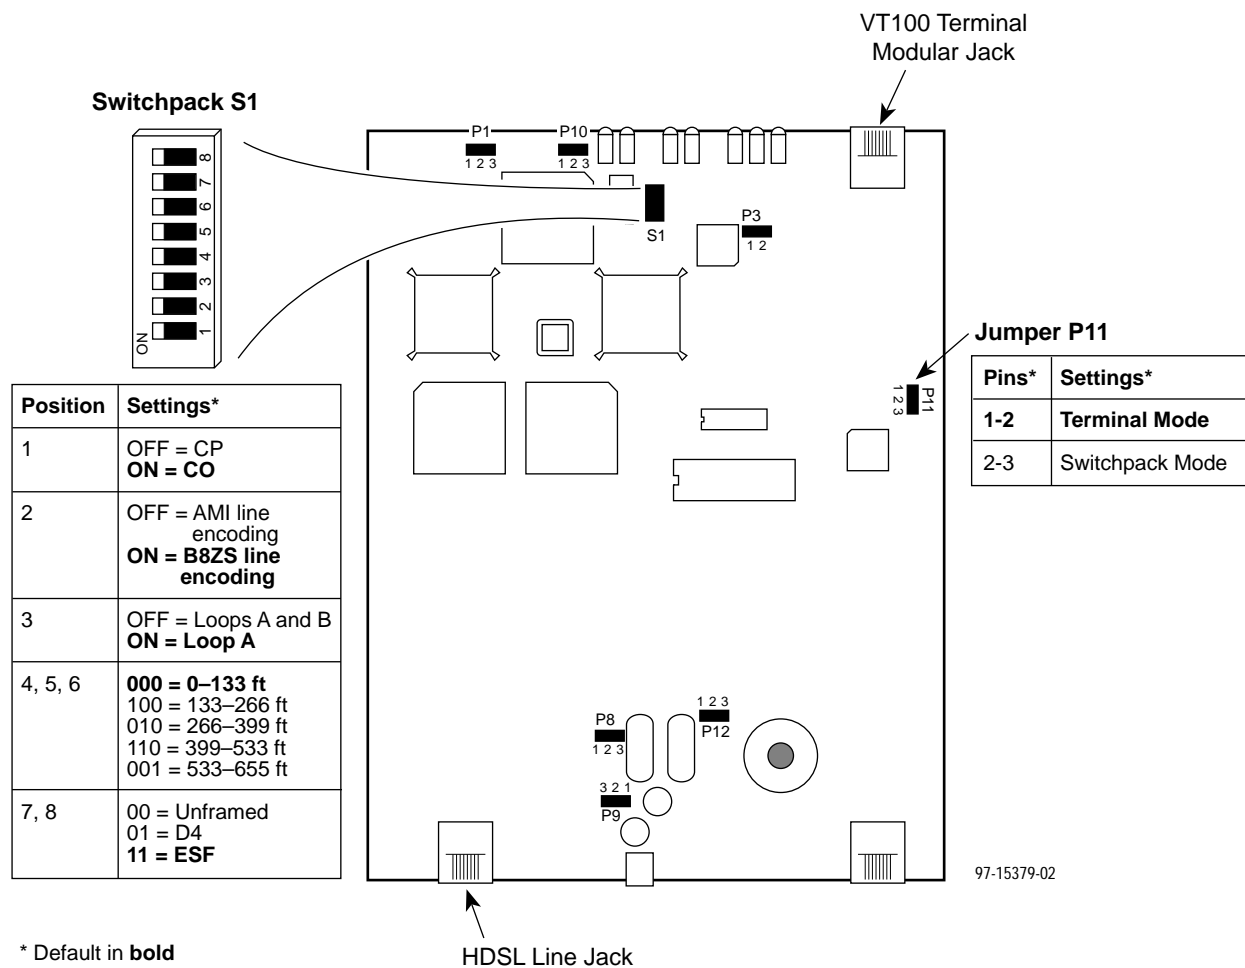 VT100 Terminal
Modular Jack
Switchpack S1
8
7
6
5
4
3
2
1
ON
P1
1 2 3
P10
1 2 3
S1
P3
1 2
Jumper P11
Pins* Settings*
1-2 Terminal Mode
2-3 Switchpack Mode
1 2 3
P11
Position Settings*
1 OFF = CP
ON = CO
2 OFF = AMI line
encoding
ON = B8ZS line
encoding
3 OFF = Loops A and B
ON = Loop A
4, 5, 6 000 = 0–133 ft
100 = 133–266 ft
010 = 266–399 ft
110 = 399–533 ft
001 = 533–655 ft
7, 8 00 = Unframed
01 = D4
11 = ESF
1 2 3
P12
P8
1 2 3
3 2 1
P9
97-15379-02
* Default in bold
HDSL Line Jack